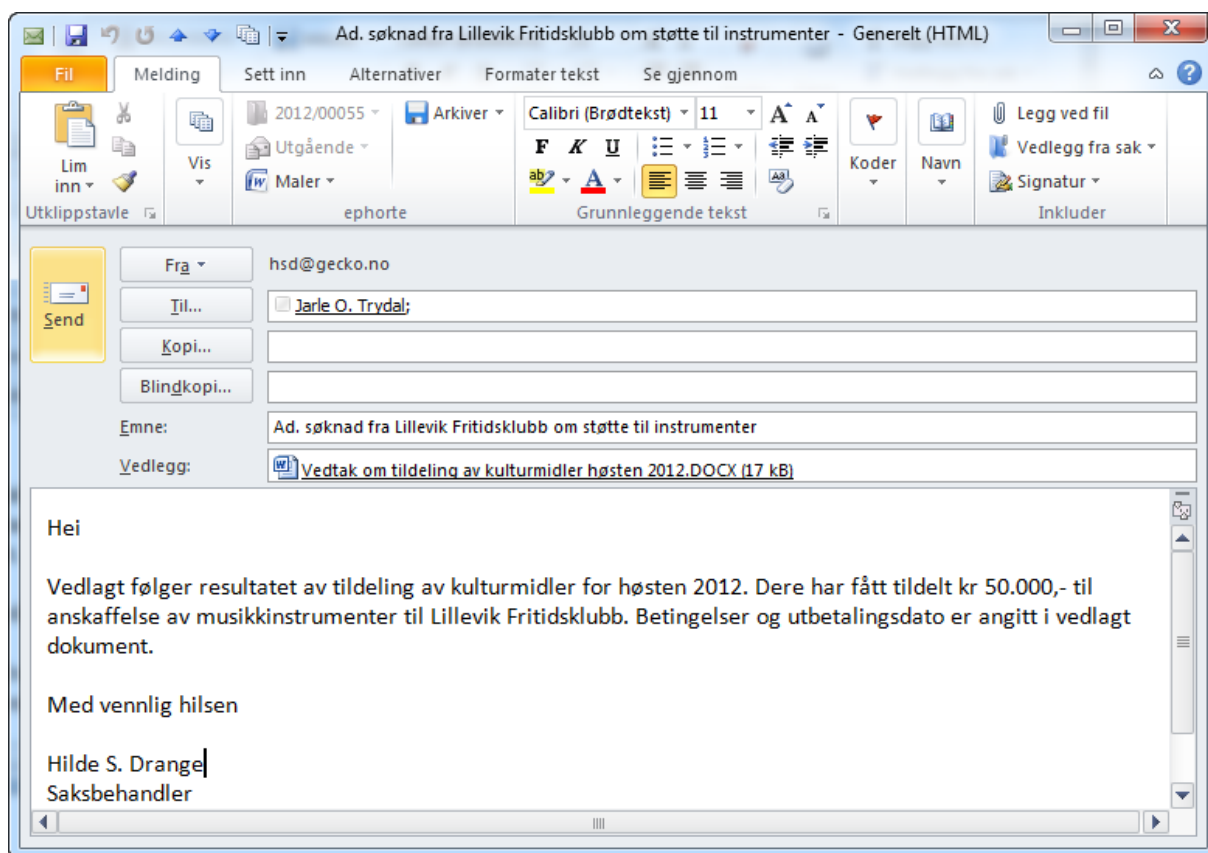 Ad. søknad fra Lillevik Fritidsklubb om støtte til instrumenter - Generelt (HTML)
Fil Melding Sett inn Alternativer Formater tekst Se gjennom
Lim inn
Utklippstavle
Vis
2012/00055 Arkiver
Utgående
Maler
ephorte
Calibri (Brødtekst) 11 A A
F K U
ab A Aa
Grunnleggende tekst
Koder
Navn
Legg ved fil
Vedlegg fra sak
Signatur
Inkluder
Send
Fra hsd@gecko.no
Til... Jarle O. Trydal;
Kopi...
Blindkopi...
Emne: Ad. søknad fra Lillevik Fritidsklubb om støtte til instrumenter
Vedlegg: Vedtak om tildeling av kulturmidler høsten 2012.DOCX (17 kB)
Hei
Vedlagt følger resultatet av tildeling av kulturmidler for høsten 2012. Dere har fått tildelt kr 50.000,- til
anskaffelse av musikkinstrumenter til Lillevik Fritidsklubb. Betingelser og utbetalingsdato er angitt i vedlagt
dokument.
Med vennlig hilsen
Hilde S. Drange
Saksbehandler